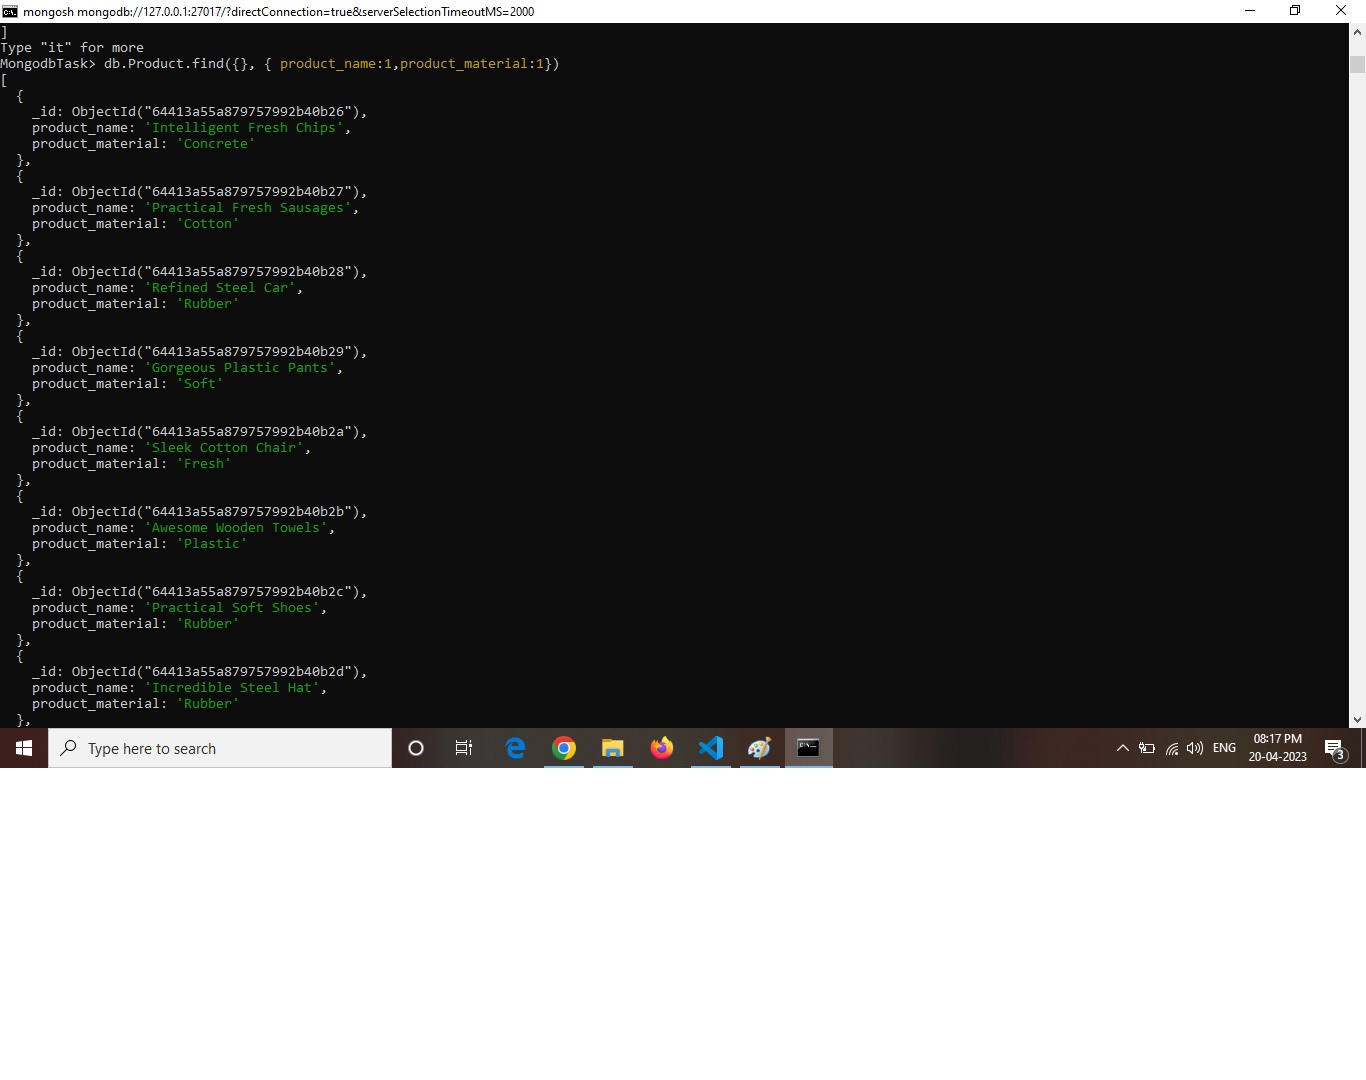 mongosh mongodb://127.0.0.1:27017/?directConnection=true&serverSelectionTimeoutMS=2000
]
Type "it" for more
MongodbTask> db.Product.find({}, { product_name:1,product_material:1})
[
  {
    _id: ObjectId("64413a55a879757992b40b26"),
    product_name: 'Intelligent Fresh Chips',
    product_material: 'Concrete'
  },
  {
    _id: ObjectId("64413a55a879757992b40b27"),
    product_name: 'Practical Fresh Sausages',
    product_material: 'Cotton'
  },
  {
    _id: ObjectId("64413a55a879757992b40b28"),
    product_name: 'Refined Steel Car',
    product_material: 'Rubber'
  },
  {
    _id: ObjectId("64413a55a879757992b40b29"),
    product_name: 'Gorgeous Plastic Pants',
    product_material: 'Soft'
  },
  {
    _id: ObjectId("64413a55a879757992b40b2a"),
    product_name: 'Sleek Cotton Chair',
    product_material: 'Fresh'
  },
  {
    _id: ObjectId("64413a55a879757992b40b2b"),
    product_name: 'Awesome Wooden Towels',
    product_material: 'Plastic'
  },
  {
    _id: ObjectId("64413a55a879757992b40b2c"),
    product_name: 'Practical Soft Shoes',
    product_material: 'Rubber'
  },
  {
    _id: ObjectId("64413a55a879757992b40b2d"),
    product_name: 'Incredible Steel Hat',
    product_material: 'Rubber'
  },
Type here to search
ENG
08:17 PM
20-04-2023
3